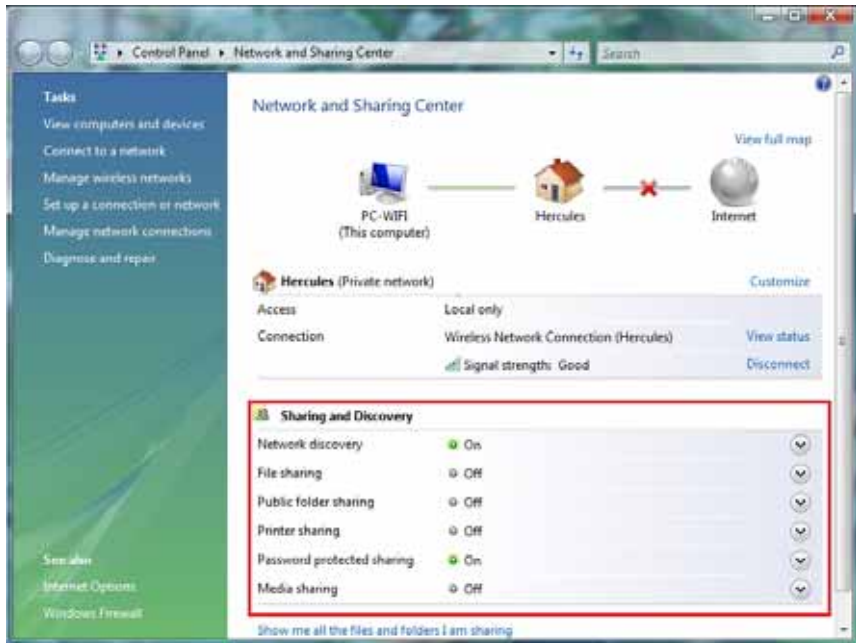 Control Panel ▸ Network and Sharing Center
Search
Tasks
View computers and devices
Connect to a network
Manage wireless networks
Set up a connection or network
Manage network connections
Diagnose and repair
See also
Internet Options
Windows Firewall
Network and Sharing Center
View full map
PC-WIFI
(This computer)
Hercules
Internet
Hercules (Private network)
Customize
Access Local only
Connection Wireless Network Connection (Hercules) View status
Signal strength: Good Disconnect
Sharing and Discovery
Network discovery On
File sharing Off
Public folder sharing Off
Printer sharing Off
Password protected sharing On
Media sharing Off
Show me all the files and folders I am sharing